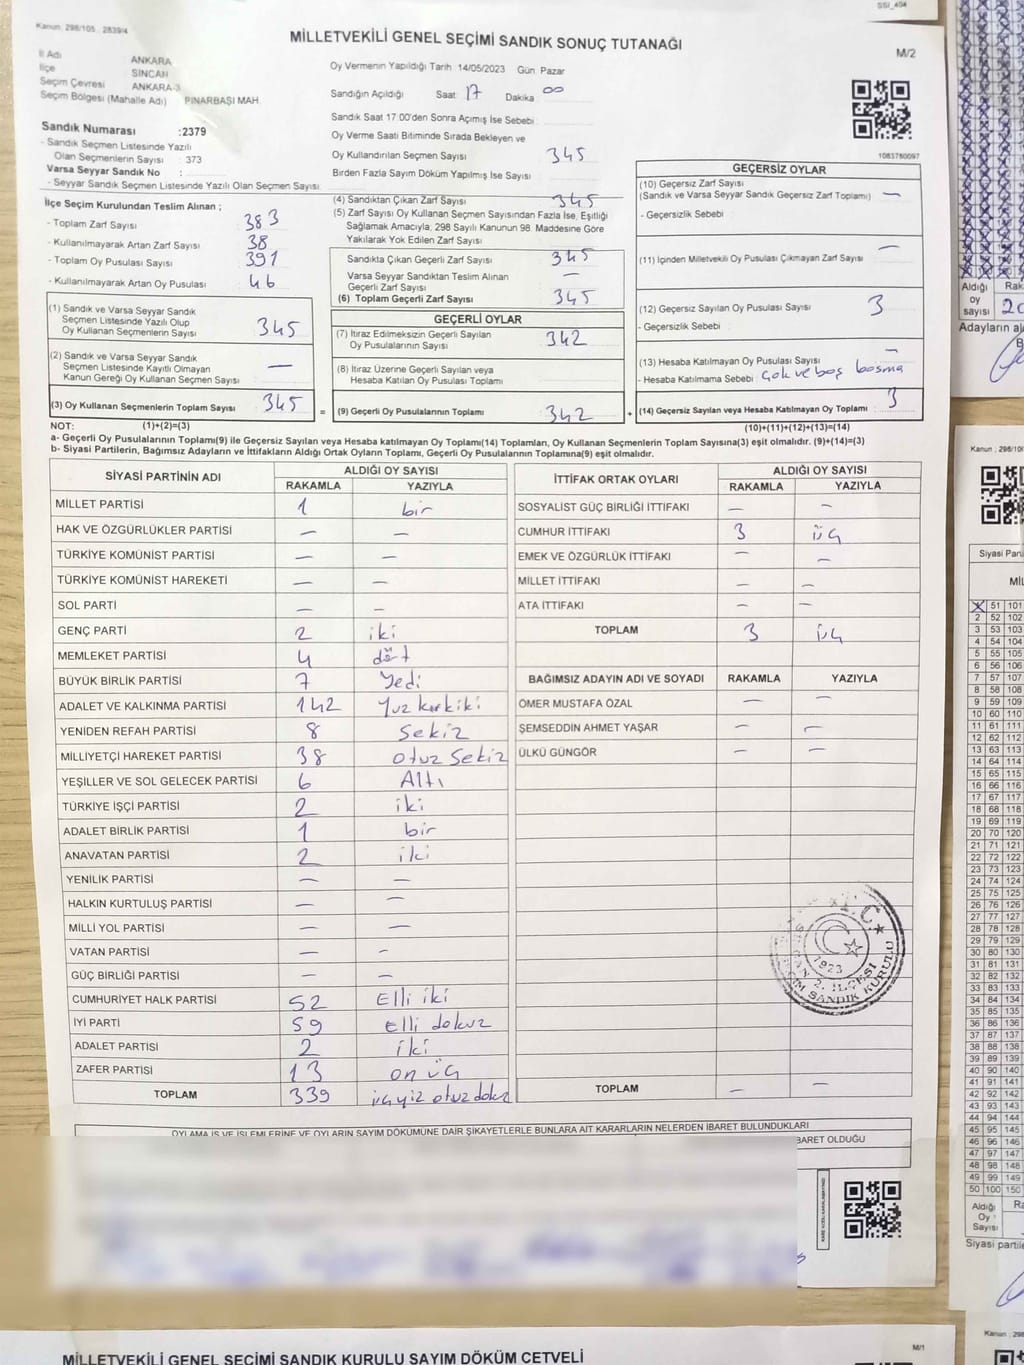 SSI_404
Kanun; 298/105, 2839/4
MİLLETVEKİLİ GENEL SEÇİMİ SANDIK SONUÇ TUTANAĞI
M/2
İl Adı ANKARA
İlçe SİNCAN
Seçim Çevresi ANKARA-3
Seçim Bölgesi (Mahalle Adı) PINARBAŞI MAH.
Sandık Numarası :2379
- Sandık Seçmen Listesinde Yazılı
Olan Seçmenlerin Sayısı : 373
Varsa Seyyar Sandık No :
- Seyyar Sandık Seçmen Listesinde Yazılı Olan Seçmen Sayısı
Oy Vermenin Yapıldığı Tarih 14/05/2023 Gün Pazar
Sandığın Açıldığı Saat: 17 Dakika 00
Sandık Saat 17:00'den Sonra Açımış İse Sebebi
Oy Verme Saati Bitiminde Sırada Bekleyen ve
Oy Kullandırılan Seçmen Sayısı 345
Birden Fazla Sayım Döküm Yapılmış İse Sayısı
1083780097
İlçe Seçim Kurulundan Teslim Alınan ;
- Toplam Zarf Sayısı 383
- Kullanılmayarak Artan Zarf Sayısı 38
- Toplam Oy Pusulası Sayısı 391
- Kullanılmayarak Artan Oy Pusulası 46
(1) Sandık ve Varsa Seyyar Sandık
Seçmen Listesinde Yazılı Olup
Oy Kullanan Seçmenlerin Sayısı 345
(2) Sandık ve Varsa Seyyar Sandık
Seçmen Listesinde Kayıtlı Olmayan
Kanun Gereği Oy Kullanan Seçmen Sayısı —
(3) Oy Kullanan Seçmenlerin Toplam Sayısı 345 =
(4) Sandıktan Çıkan Zarf Sayısı 345
(5) Zarf Sayısı Oy Kullanan Seçmen Sayısından Fazla İse, Eşitliği
Sağlamak Amacıyla; 298 Sayılı Kanunun 98. Maddesine Göre
Yakılarak Yok Edilen Zarf Sayısı
Sandıkta Çıkan Geçerli Zarf Sayısı 345
Varsa Seyyar Sandıktan Teslim Alınan
Geçerli Zarf Sayısı —
(6) Toplam Geçerli Zarf Sayısı 345
GEÇERLİ OYLAR
(7) İtiraz Edilmeksizin Geçerli Sayılan
Oy Pusulalarının Sayısı 342
(8) İtiraz Üzerine Geçerli Sayılan veya
Hesaba Katılan Oy Pusulası Toplamı
(9) Geçerli Oy Pusulalarının Toplamı 342 +
GEÇERSİZ OYLAR
(10) Geçersiz Zarf Sayısı
(Sandık ve Varsa Seyyar Sandık Geçersiz Zarf Toplamı) —
- Geçersizlik Sebebi
(11) İçinden Milletvekili Oy Pusulası Çıkmayan Zarf Sayısı —
(12) Geçersiz Sayılan Oy Pusulası Sayısı 3
- Geçersizlik Sebebi
(13) Hesaba Katılmayan Oy Pusulası Sayısı —
- Hesaba Katılmama Sebebi Çok ve boş basma
(14) Geçersiz Sayılan veya Hesaba Katılmayan Oy Toplamı 3
NOT: (1)+(2)=(3) (10)+(11)+(12)+(13)=(14)
a- Geçerli Oy Pusulalarının Toplamı(9) ile Geçersiz Sayılan veya Hesaba katılmayan Oy Toplamı(14) Toplamları, Oy Kullanan Seçmenlerin Toplam Sayısına(3) eşit olmalıdır. (9)+(14)=(3)
b- Siyasi Partilerin, Bağımsız Adayların ve İttifakların Aldığı Ortak Oyların Toplamı, Geçerli Oy Pusulalarının Toplamına(9) eşit olmalıdır.
SİYASİ PARTİNİN ADI ALDIĞI OY SAYISI
RAKAMLA YAZIYLA
MİLLET PARTİSİ 1 bir
HAK VE ÖZGÜRLÜKLER PARTİSİ — —
TÜRKİYE KOMÜNİST PARTİSİ — —
TÜRKİYE KOMÜNİST HAREKETİ — —
SOL PARTİ — —
GENÇ PARTİ 2 iki
MEMLEKET PARTİSİ 4 dört
BÜYÜK BİRLİK PARTİSİ 7 Yedi
ADALET VE KALKINMA PARTİSİ 142 Yuz kırkiki
YENİDEN REFAH PARTİSİ 8 Sekiz
MİLLİYETÇİ HAREKET PARTİSİ 38 otuz Sekiz
YEŞİLLER VE SOL GELECEK PARTİSİ 6 Altı
TÜRKİYE İŞÇİ PARTİSİ 2 iki
ADALET BİRLİK PARTİSİ 1 bir
ANAVATAN PARTİSİ 2 iki
YENİLİK PARTİSİ — —
HALKIN KURTULUŞ PARTİSİ — —
MİLLİ YOL PARTİSİ — —
VATAN PARTİSİ — —
GÜÇ BİRLİĞİ PARTİSİ — —
CUMHURİYET HALK PARTİSİ 52 Elli iki
İYİ PARTİ 59 elli dokuz
ADALET PARTİSİ 2 iki
ZAFER PARTİSİ 13 on üç
TOPLAM 339 üçyüz otuz dokuz
İTTİFAK ORTAK OYLARI ALDIĞI OY SAYISI
RAKAMLA YAZIYLA
SOSYALİST GÜÇ BİRLİĞİ İTTİFAKI — —
CUMHUR İTTİFAKI 3 üç
EMEK VE ÖZGÜRLÜK İTTİFAKI — —
MİLLET İTTİFAKI — —
ATA İTTİFAKI — —
TOPLAM 3 üç
BAĞIMSIZ ADAYIN ADI VE SOYADI RAKAMLA YAZIYLA
ÖMER MUSTAFA ÖZAL — —
ŞEMSEDDİN AHMET YAŞAR — —
ÜLKÜ GÜNGÖR — —
TOPLAM — —
T.C.
1923
SİNCAN 2. İLÇESİ
SEÇİM SANDIK KURULU
OYLAMA İŞ VE İŞLEMLERİNE VE OYLARIN SAYIM DÖKÜMÜNE DAİR ŞİKAYETLERLE BUNLARA AİT KARARLARIN NELERDEN İBARET BULUNDUKLARI
BARET OLDUĞU
MİLLETVEKİLİ GENEL SEÇİMİ SANDIK KURULU SAYIM DÖKÜM CETVELİ
M/1
Aldığı
oy
sayısı
Adayların
Kanun ; 298/10
Siyasi Part
Aldığı
Oy
Sayısı
Siyasi partile
Kanun ; 298